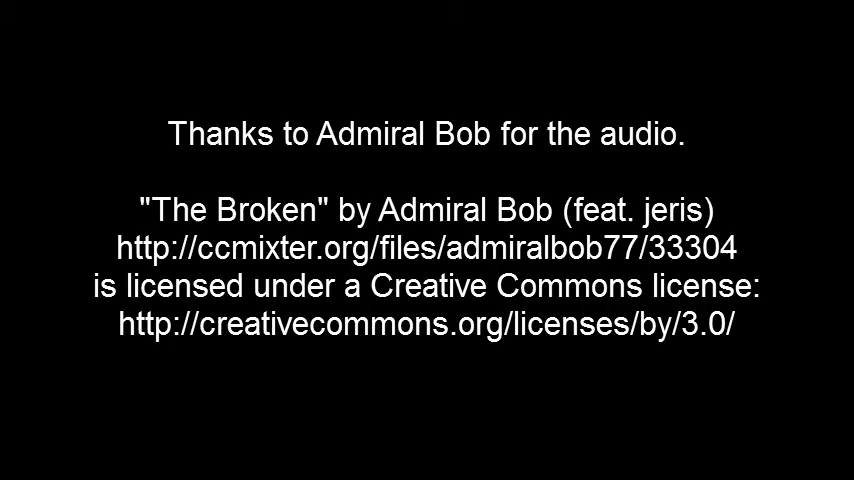 Thanks to Admiral Bob for the audio.
"The Broken" by Admiral Bob (feat. jeris)
http://ccmixter.org/files/admiralbob77/33304
is licensed under a Creative Commons license:
http://creativecommons.org/licenses/by/3.0/